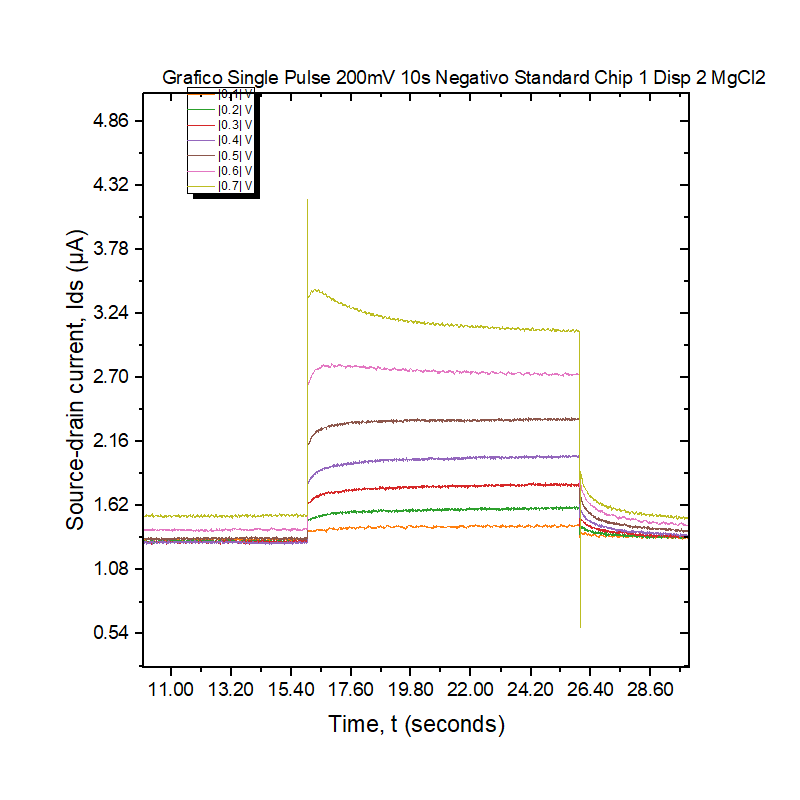 Grafico Single Pulse 200mV 10s Negativo Standard Chip 1 Disp 2 MgCl2
|0.1| V
|0.2| V
|0.3| V
|0.4| V
|0.5| V
|0.6| V
|0.7| V
4.86
4.32
3.78
3.24
2.70
2.16
1.62
1.08
0.54
Source-drain current, Ids (μA)
11.00 13.20 15.40 17.60 19.80 22.00 24.20 26.40 28.60
Time, t (seconds)